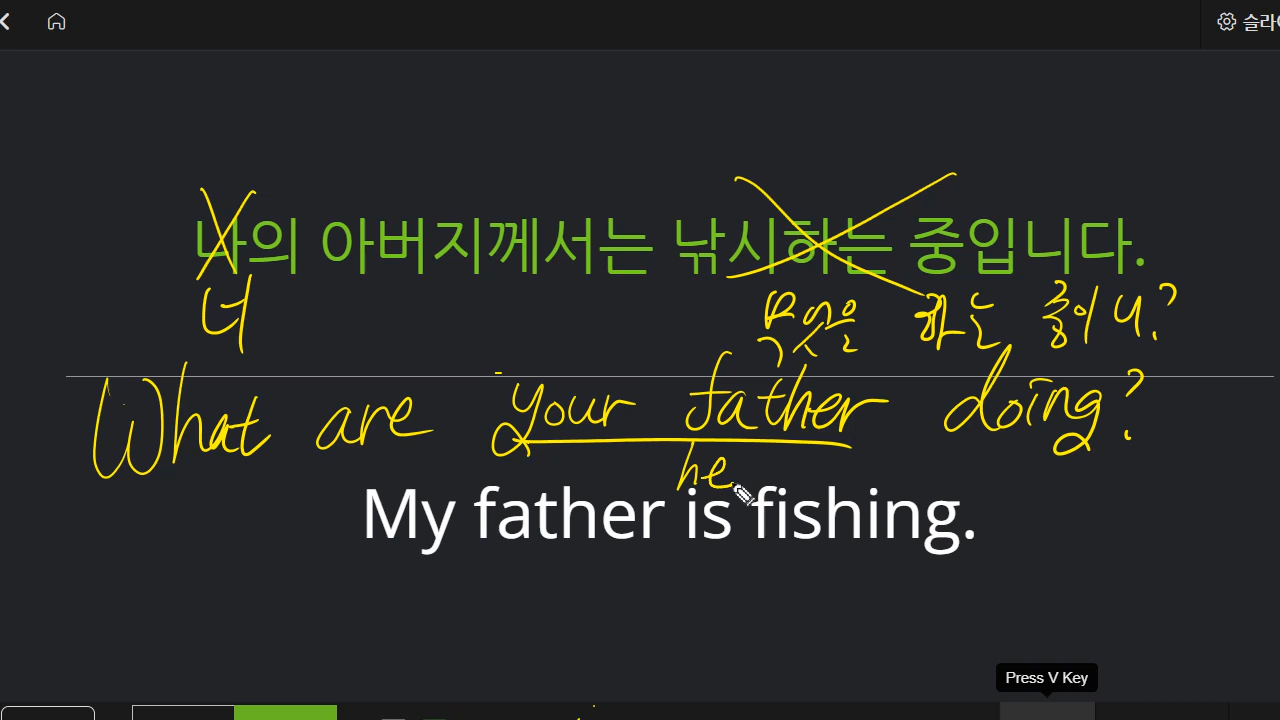 슬라이
나의 아버지께서는 낚시하는 중입니다.
너
무엇은 하는 중이니?
What are your father doing?
he
My father is fishing.
Press V Key